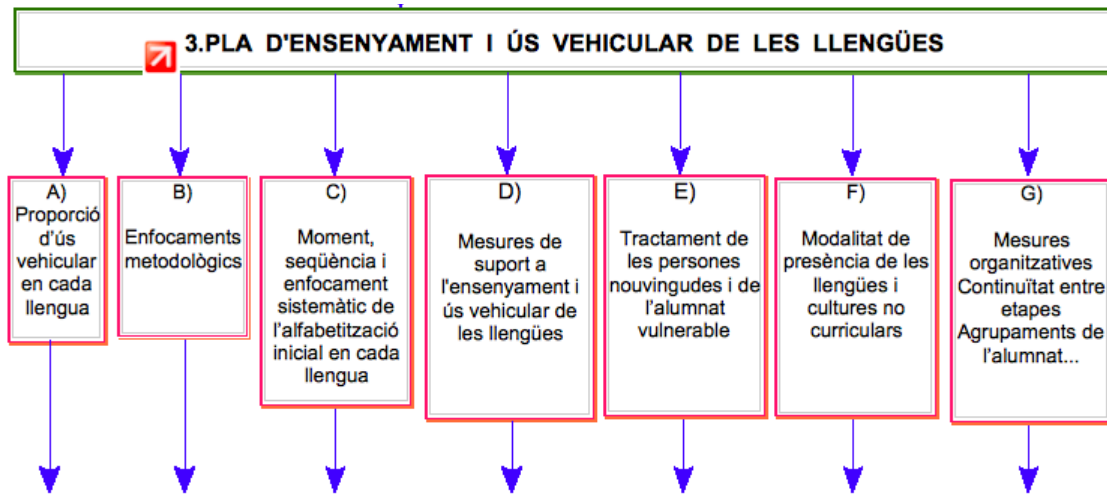 3.PLA D'ENSENYAMENT I ÚS VEHICULAR DE LES LLENGÜES
A)
Proporció
d'ús
vehicular
en cada
llengua
B)
Enfocaments
metodològics
C)
Moment,
seqüència i
enfocament
sistemàtic de
l'alfabetització
inicial en cada
llengua
D)
Mesures de
suport a
l'ensenyament i
ús vehicular de
les llengües
E)
Tractament de
les persones
nouvingudes i de
l'alumnat
vulnerable
F)
Modalitat de
presència de les
llengües i
cultures no
curriculars
G)
Mesures
organitzatives
Continuïtat entre
etapes
Agrupaments de
l'alumnat...